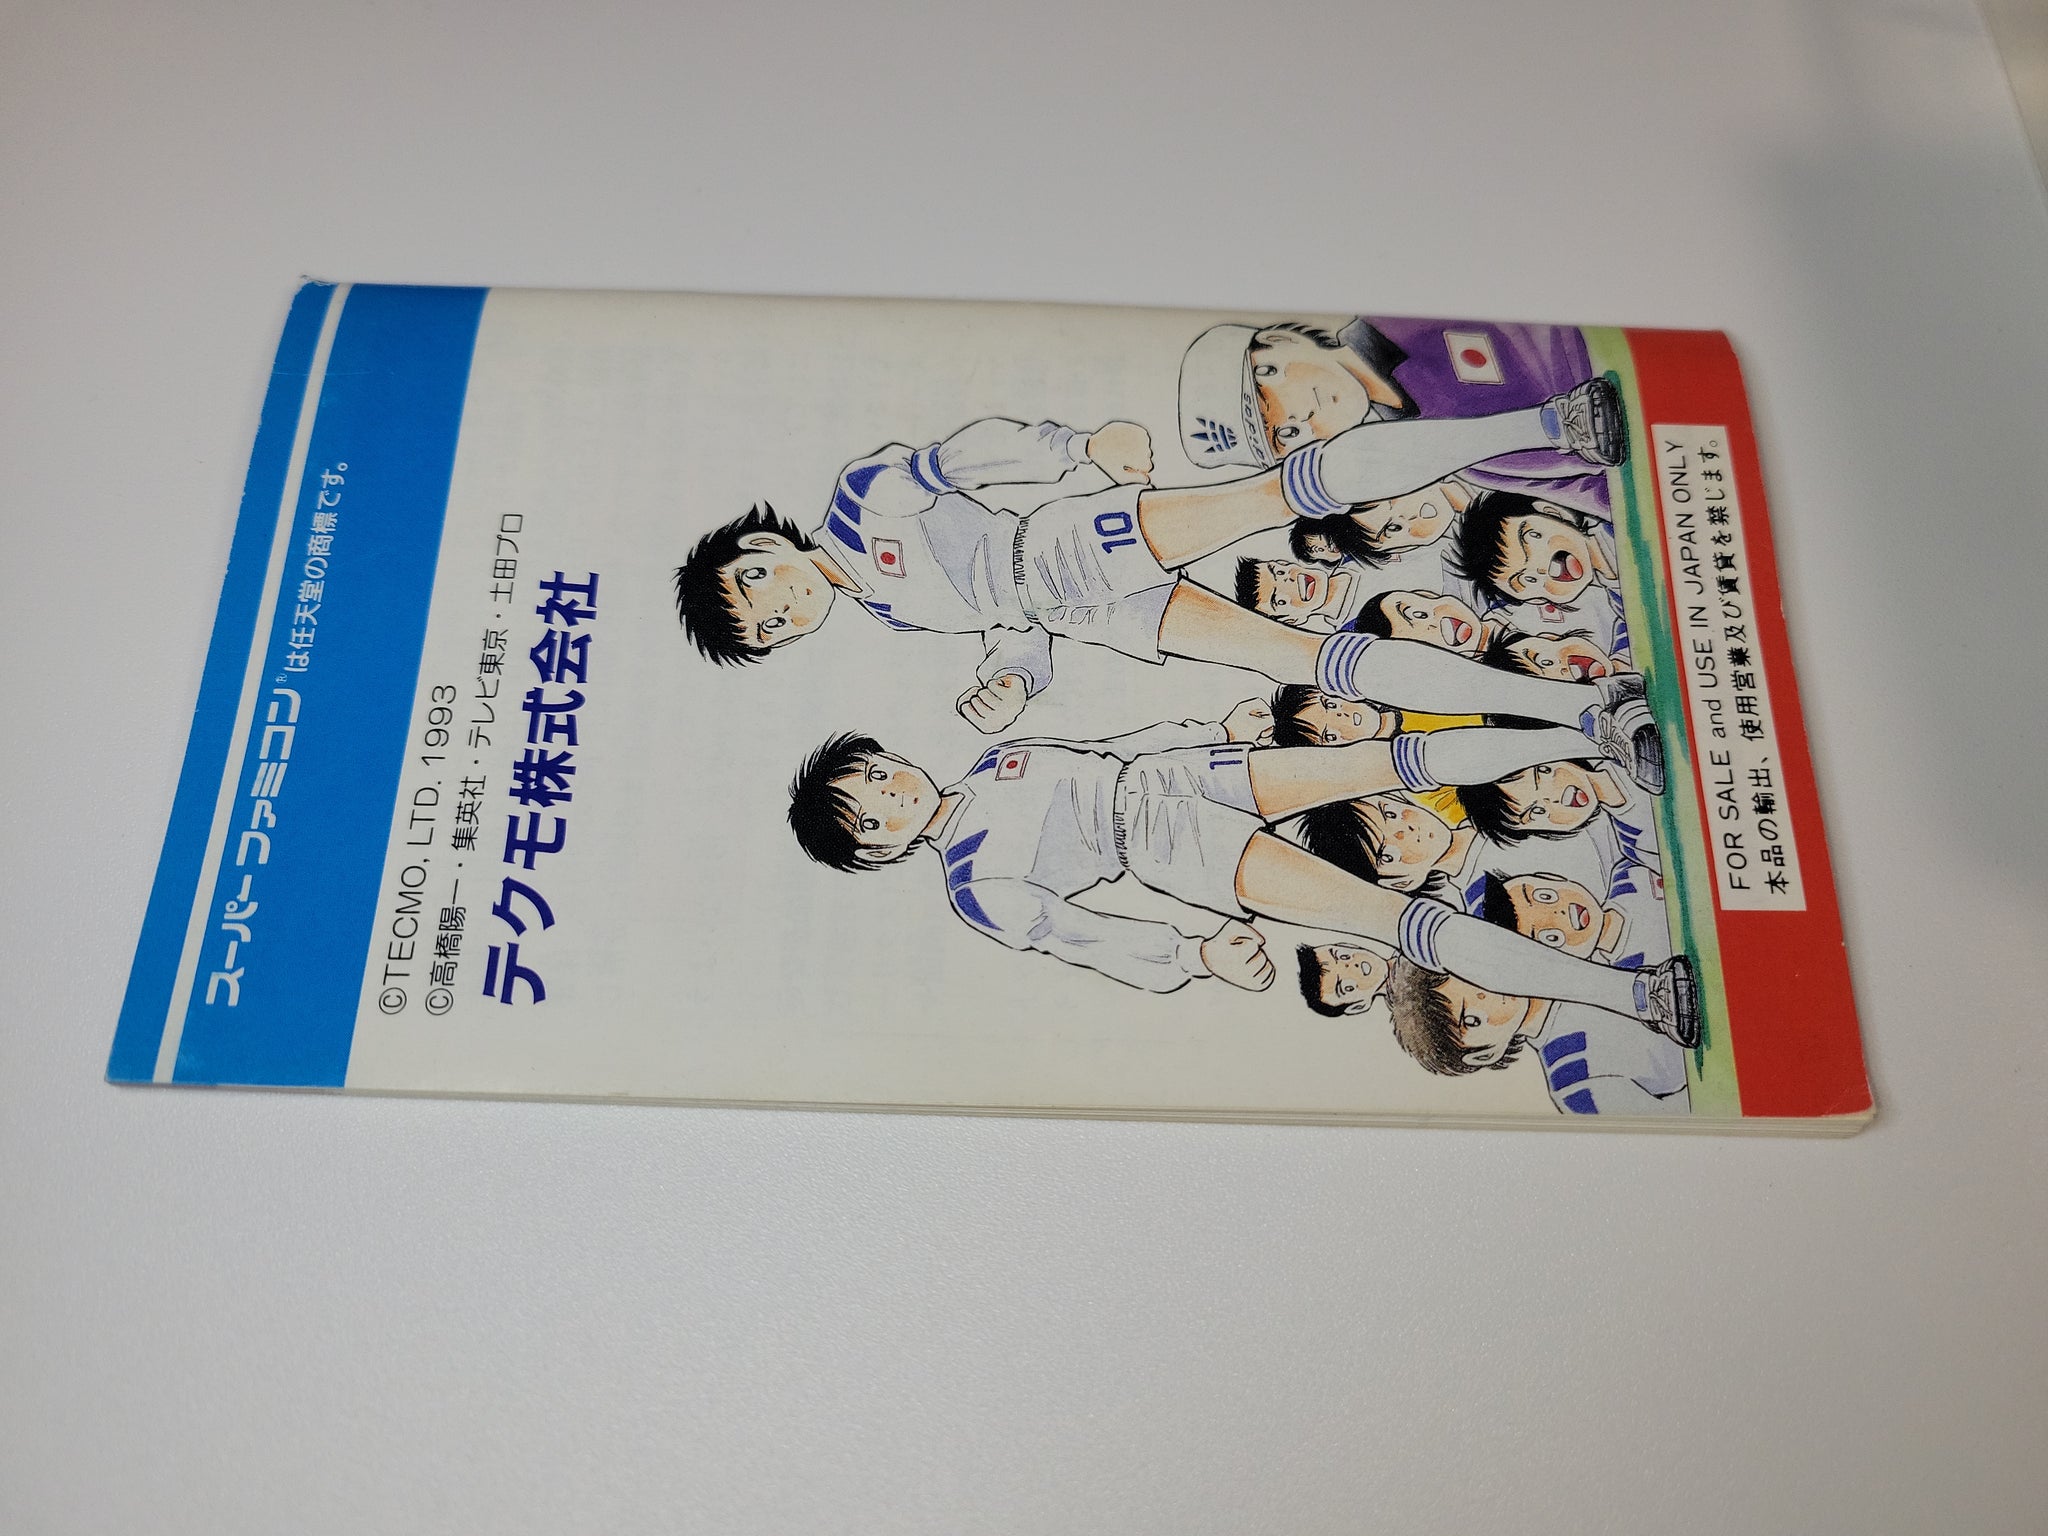 スーパーファミコン®は任天堂の商標です。
©TECMO, LTD. 1993
©高橋陽一・集英社・テレビ東京・土田プロ
テクモ株式会社
adidas
10
11
FOR SALE and USE IN JAPAN ONLY
本品の輸出、使用営業及び賃貸を禁じます。